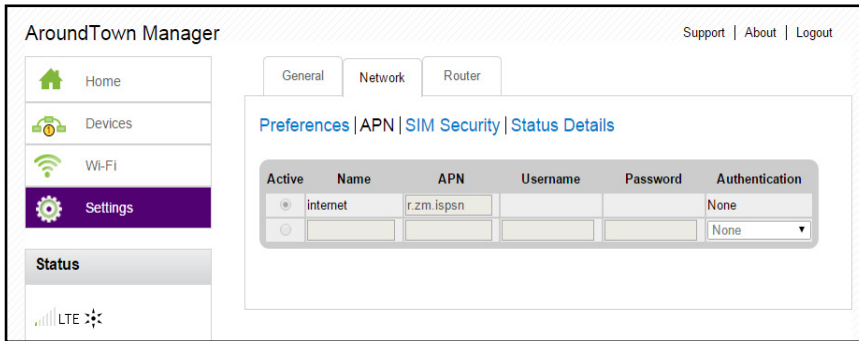 AroundTown Manager
Support | About | Logout
Home
Devices
Wi-Fi
Settings
Status
LTE
General Network Router
Preferences | APN | SIM Security | Status Details
Active Name APN Username Password Authentication
internet r.zm.ispsn None
None